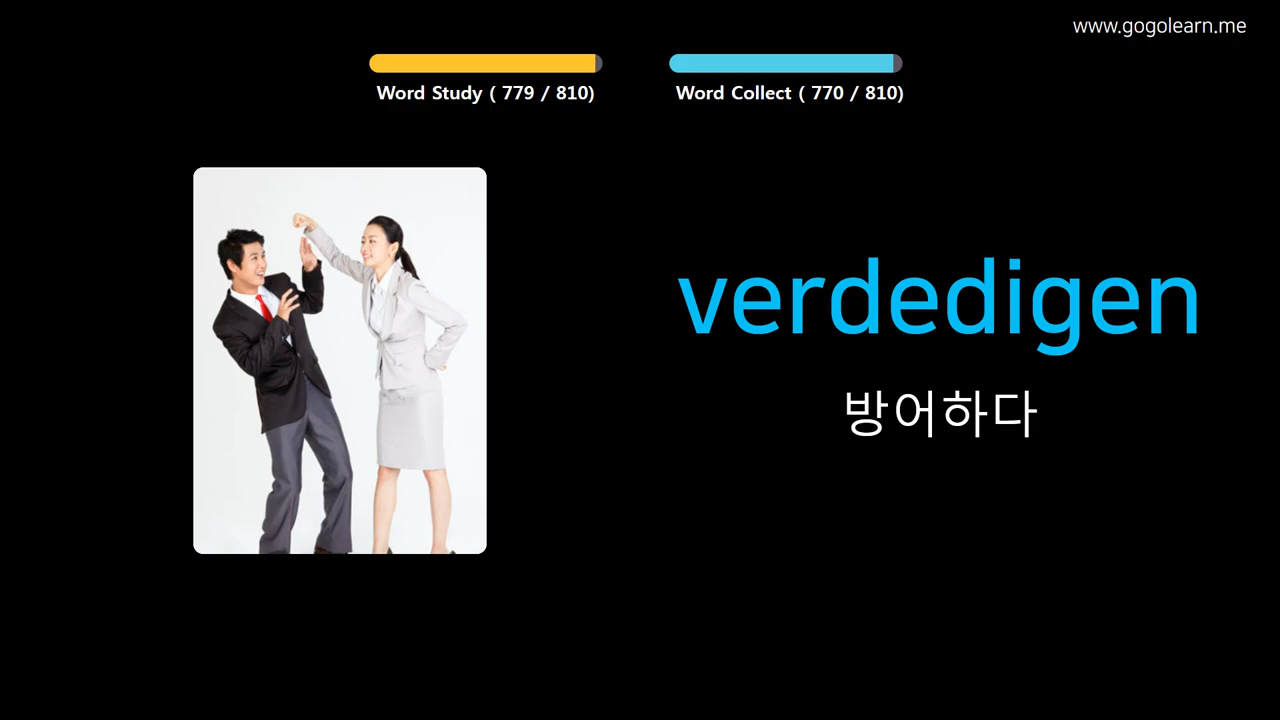 www.gogolearn.me
Word Study ( 779 / 810)
Word Collect ( 770 / 810)
verdedigen
방어하다